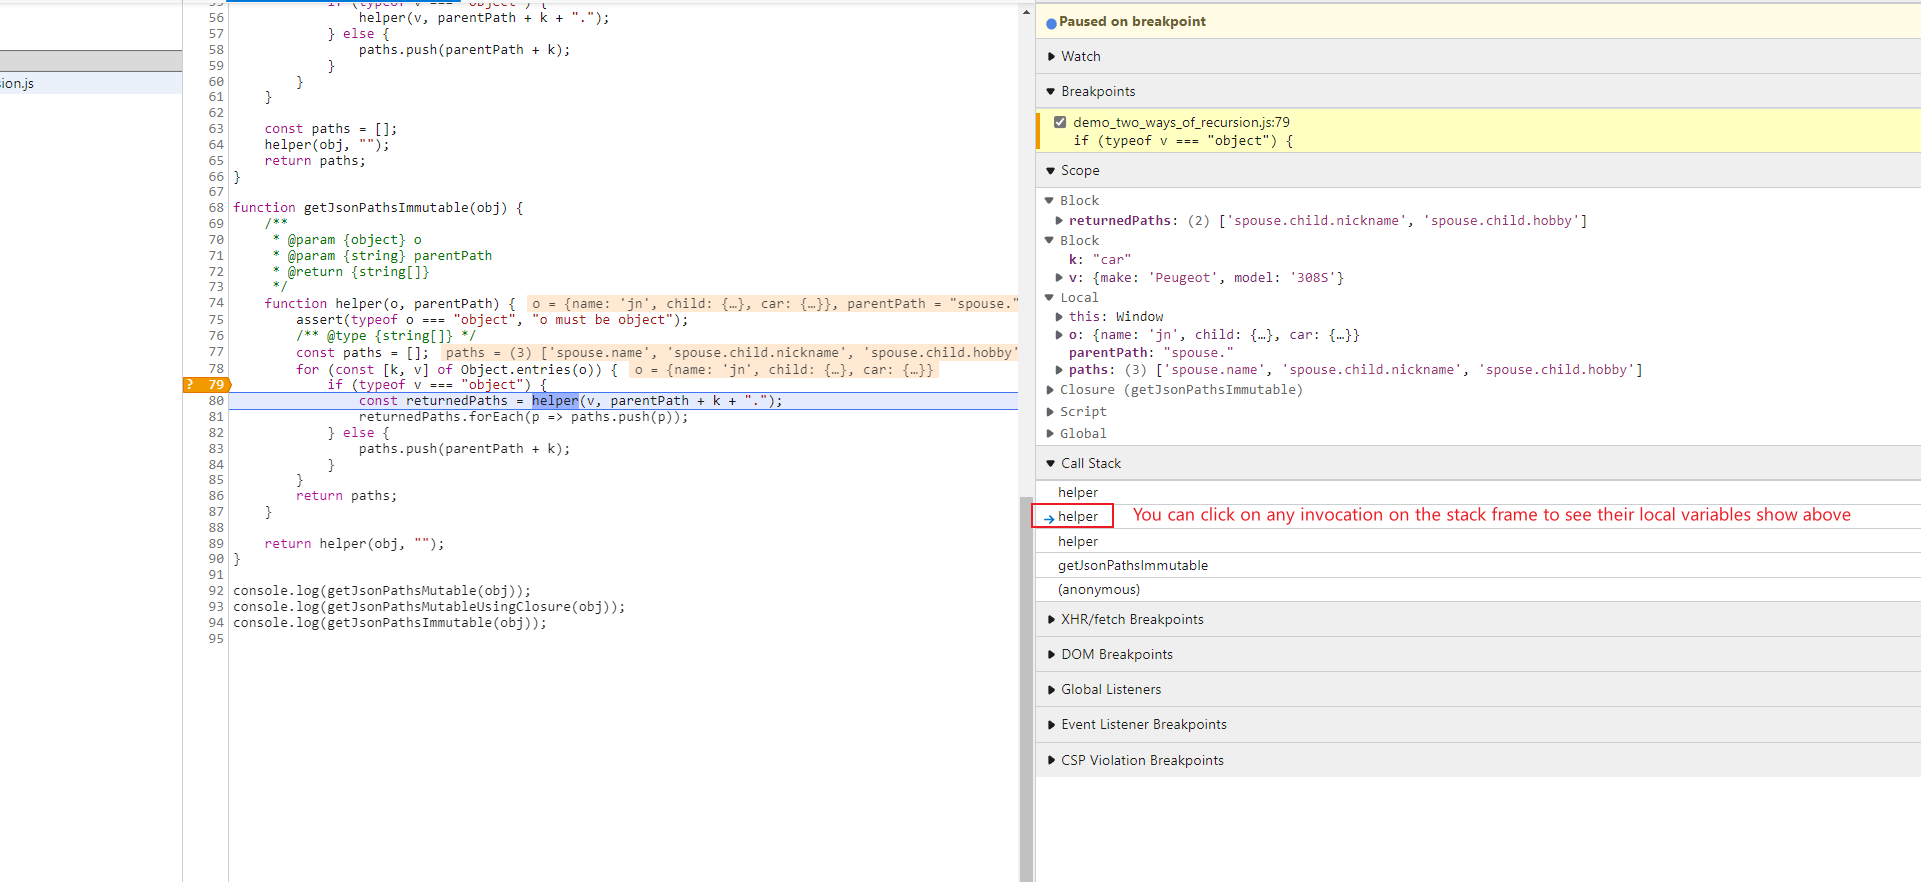 ion.js
55 if (typeof v === "object") {
56 helper(v, parentPath + k + ".");
57 } else {
58 paths.push(parentPath + k);
59 }
60 }
61 }
62
63 const paths = [];
64 helper(obj, "");
65 return paths;
66 }
67
68 function getJsonPathsImmutable(obj) {
69 /**
70 * @param {object} o
71 * @param {string} parentPath
72 * @return {string[]}
73 */
74 function helper(o, parentPath) { o = {name: 'jn', child: {…}, car: {…}}, parentPath = "spouse."
75 assert(typeof o === "object", "o must be object");
76 /** @type {string[]} */
77 const paths = []; paths = (3) ['spouse.name', 'spouse.child.nickname', 'spouse.child.hobby'
78 for (const [k, v] of Object.entries(o)) { o = {name: 'jn', child: {…}, car: {…}}
? 79 if (typeof v === "object") {
80 const returnedPaths = helper(v, parentPath + k + ".");
81 returnedPaths.forEach(p => paths.push(p));
82 } else {
83 paths.push(parentPath + k);
84 }
85 }
86 return paths;
87 }
88
89 return helper(obj, "");
90 }
91
92 console.log(getJsonPathsMutable(obj));
93 console.log(getJsonPathsMutableUsingClosure(obj));
94 console.log(getJsonPathsImmutable(obj));
95
Paused on breakpoint
Watch
Breakpoints
demo_two_ways_of_recursion.js:79
if (typeof v === "object") {
Scope
Block
returnedPaths: (2) ['spouse.child.nickname', 'spouse.child.hobby']
Block
k: "car"
v: {make: 'Peugeot', model: '308S'}
Local
this: Window
o: {name: 'jn', child: {…}, car: {…}}
parentPath: "spouse."
paths: (3) ['spouse.name', 'spouse.child.nickname', 'spouse.child.hobby']
Closure (getJsonPathsImmutable)
Script
Global
Call Stack
helper
helper You can click on any invocation on the stack frame to see their local variables show above
helper
getJsonPathsImmutable
(anonymous)
XHR/fetch Breakpoints
DOM Breakpoints
Global Listeners
Event Listener Breakpoints
CSP Violation Breakpoints